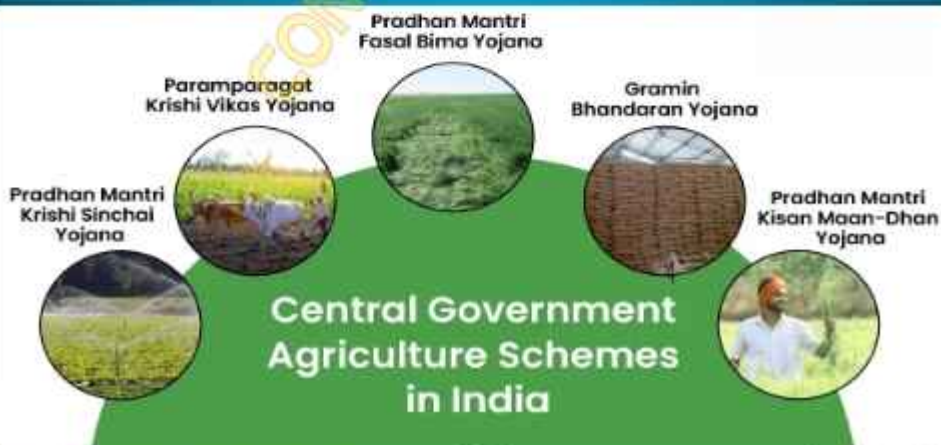 Pradhan Mantri
Fasal Bima Yojana
Paramparagat
Krishi Vikas Yojana
Gramin
Bhandaran Yojana
Pradhan Mantri
Krishi Sinchai
Yojana
Pradhan Mantri
Kisan Maan-Dhan
Yojana
Central Government
Agriculture Schemes
in India